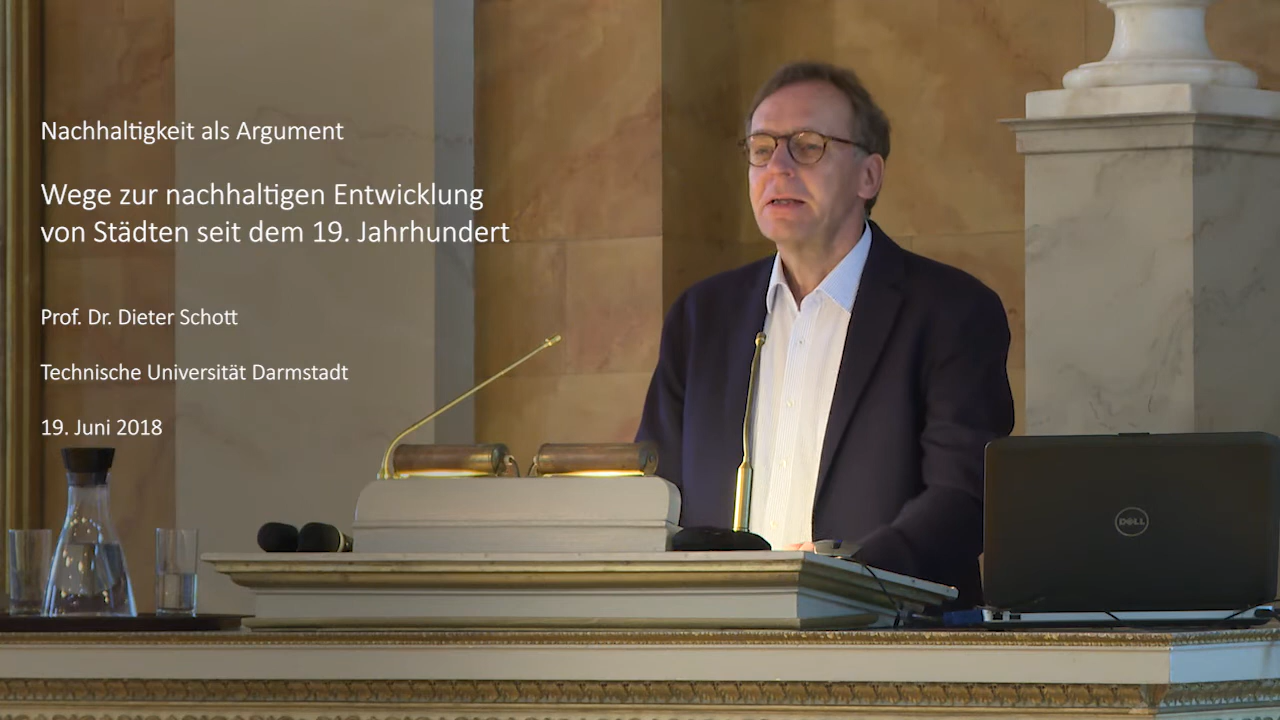 Nachhaltigkeit als Argument
Wege zur nachhaltigen Entwicklung
von Städten seit dem 19. Jahrhundert
Prof. Dr. Dieter Schott
Technische Universität Darmstadt
19. Juni 2018
DELL